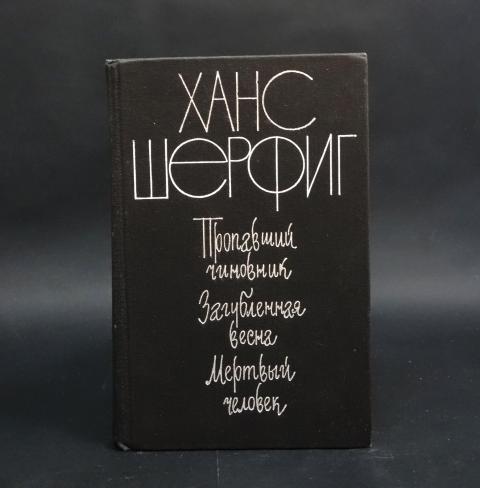 ХАНС
ШЕРФИГ
Пропавший
чиновник
Загубленная
весна
Мертвый
человек